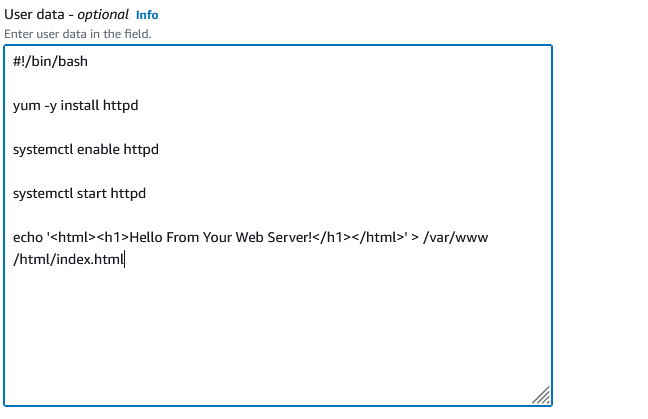 User data - optional Info
Enter user data in the field.
#!/bin/bash
yum -y install httpd
systemctl enable httpd
systemctl start httpd
echo '<html><h1>Hello From Your Web Server!</h1></html>' > /var/www
/html/index.html